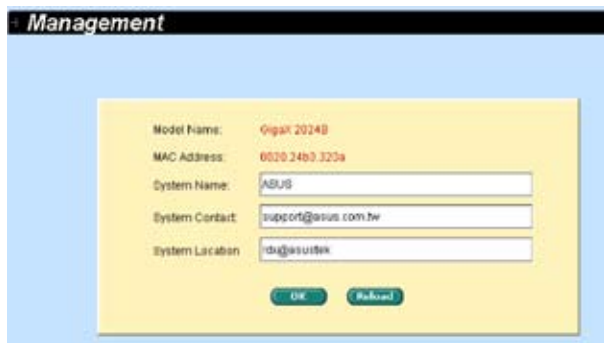 Management
Model Name: GigaX 2024B
MAC Address: 0020.24b3.320a
System Name: ASUS
System Contact: support@asus.com.tw
System Location rdx@asustek
OK Reload